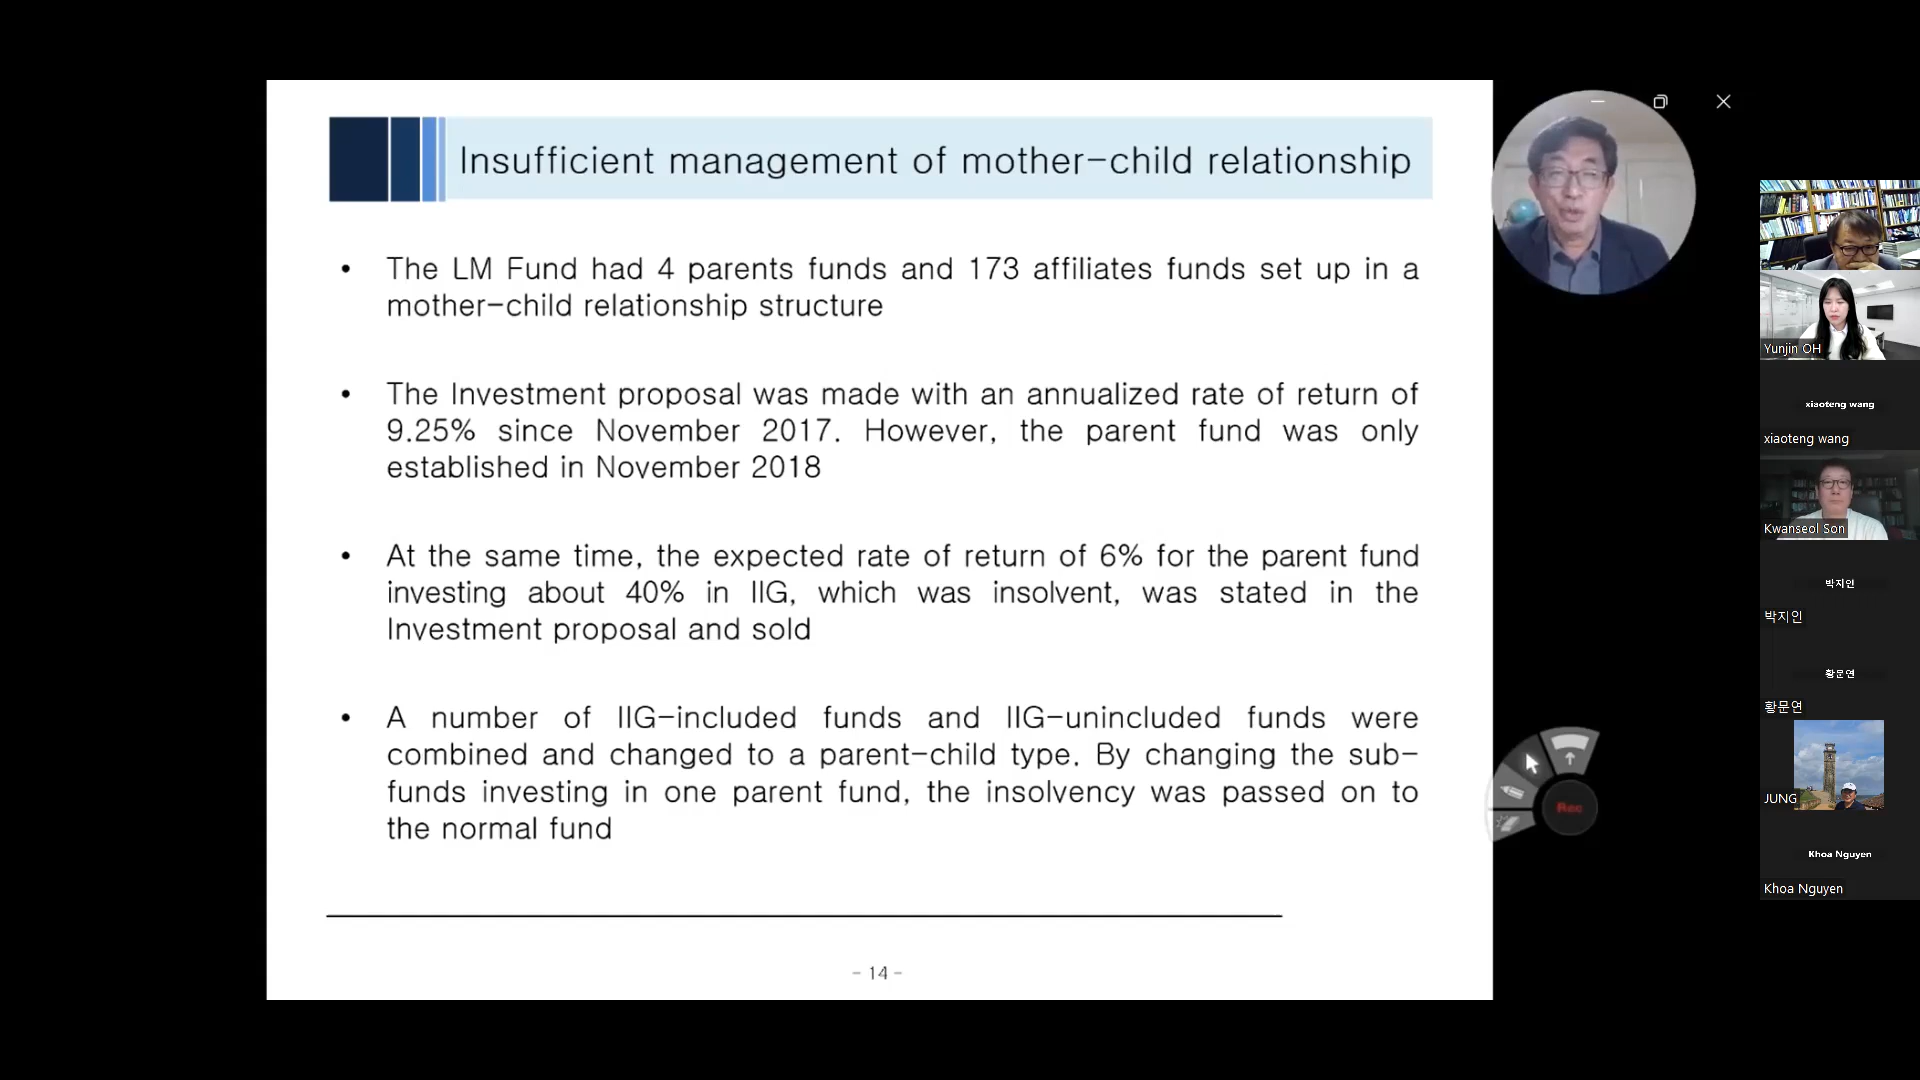 Insufficient management of mother-child relationship
• The LM Fund had 4 parents funds and 173 affiliates funds set up in a
mother-child relationship structure
• The Investment proposal was made with an annualized rate of return of
9.25% since November 2017. However, the parent fund was only
established in November 2018
• At the same time, the expected rate of return of 6% for the parent fund
investing about 40% in IIG, which was insolvent, was stated in the
Investment proposal and sold
• A number of IIG-included funds and IIG-unincluded funds were
combined and changed to a parent-child type. By changing the sub-
funds investing in one parent fund, the insolvency was passed on to
the normal fund
- 14 -
Rec
Yunjin OH
xiaoteng wang
xiaoteng wang
Kwanseol Son
박지인
박지인
황문연
황문연
JUNG
Khoa Nguyen
Khoa Nguyen